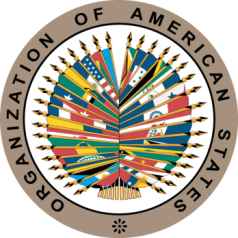 ORGANIZATION OF AMERICAN STATES